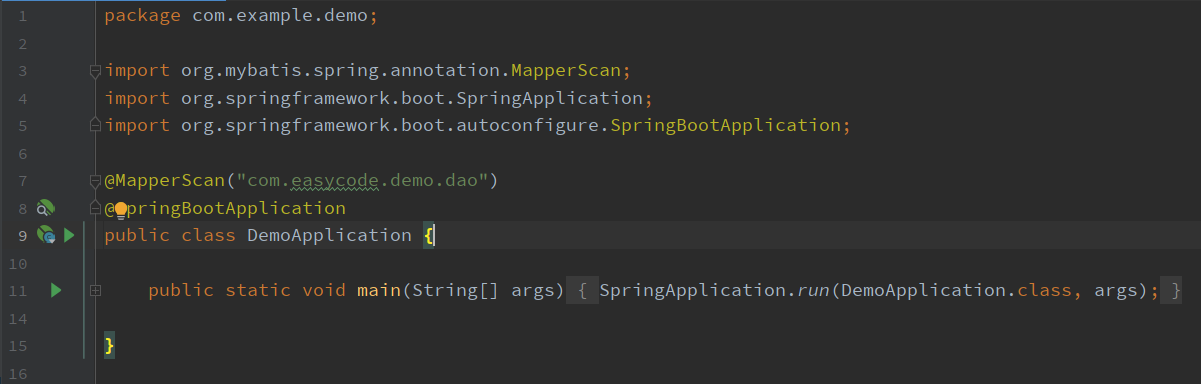 1 package com.example.demo;
2
3 import org.mybatis.spring.annotation.MapperScan;
4 import org.springframework.boot.SpringApplication;
5 import org.springframework.boot.autoconfigure.SpringBootApplication;
6
7 @MapperScan("com.easycode.demo.dao")
8 @pringBootApplication
9 public class DemoApplication {
10
11 public static void main(String[] args) { SpringApplication.run(DemoApplication.class, args); }
14
15 }
16